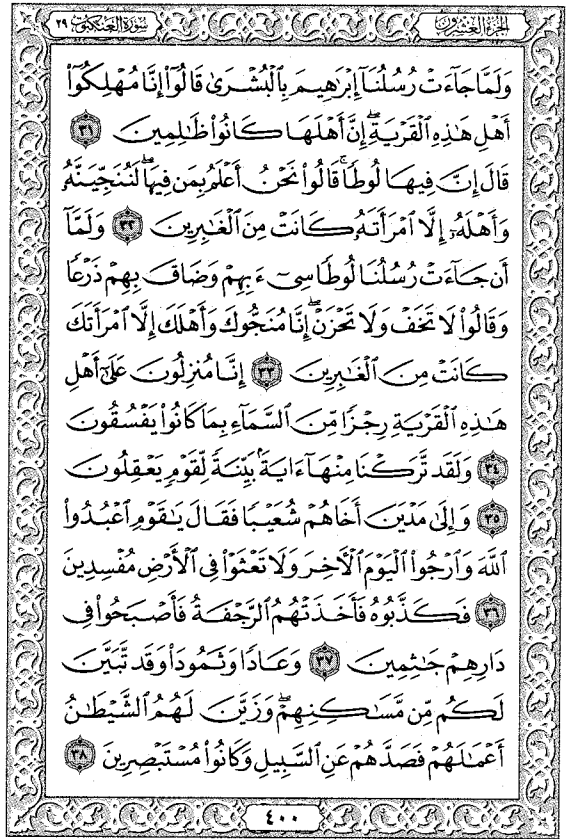 سورة العنكبوت ٢٩
الجزء العشرون
وَلَمَّا جَآءَتْ رُسُلُنَآ إِبْرَٰهِيمَ بِٱلْبُشْرَىٰ قَالُوٓا۟ إِنَّا مُهْلِكُوٓا۟
أَهْلِ هَٰذِهِ ٱلْقَرْيَةِ ۖ إِنَّ أَهْلَهَا كَانُوا۟ ظَٰلِمِينَ ٣١
قَالَ إِنَّ فِيهَا لُوطًا ۚ قَالُوا۟ نَحْنُ أَعْلَمُ بِمَن فِيهَا ۖ لَنُنَجِّيَنَّهُۥ
وَأَهْلَهُۥٓ إِلَّا ٱمْرَأَتَهُۥ كَانَتْ مِنَ ٱلْغَٰبِرِينَ ٣٢ وَلَمَّآ
أَن جَآءَتْ رُسُلُنَا لُوطًا سِىٓءَ بِهِمْ وَضَاقَ بِهِمْ ذَرْعًا
وَقَالُوا۟ لَا تَخَفْ وَلَا تَحْزَنْ ۖ إِنَّا مُنَجُّوكَ وَأَهْلَكَ إِلَّا ٱمْرَأَتَكَ
كَانَتْ مِنَ ٱلْغَٰبِرِينَ ٣٣ إِنَّا مُنزِلُونَ عَلَىٰٓ أَهْلِ
هَٰذِهِ ٱلْقَرْيَةِ رِجْزًا مِّنَ ٱلسَّمَآءِ بِمَا كَانُوا۟ يَفْسُقُونَ
٣٤ وَلَقَد تَّرَكْنَا مِنْهَآ ءَايَةًۢ بَيِّنَةً لِّقَوْمٍ يَعْقِلُونَ
٣٥ وَإِلَىٰ مَدْيَنَ أَخَاهُمْ شُعَيْبًا فَقَالَ يَٰقَوْمِ ٱعْبُدُوا۟
ٱللَّهَ وَٱرْجُوا۟ ٱلْيَوْمَ ٱلْـَٔاخِرَ وَلَا تَعْثَوْا۟ فِى ٱلْأَرْضِ مُفْسِدِينَ
٣٦ فَكَذَّبُوهُ فَأَخَذَتْهُمُ ٱلرَّجْفَةُ فَأَصْبَحُوا۟ فِى
دَارِهِمْ جَٰثِمِينَ ٣٧ وَعَادًا وَثَمُودَا۟ وَقَد تَّبَيَّنَ
لَكُم مِّن مَّسَٰكِنِهِمْ ۖ وَزَيَّنَ لَهُمُ ٱلشَّيْطَٰنُ
أَعْمَٰلَهُمْ فَصَدَّهُمْ عَنِ ٱلسَّبِيلِ وَكَانُوا۟ مُسْتَبْصِرِينَ ٣٨
٤٠٠